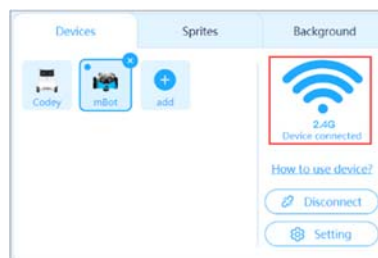 Devices Sprites Background
Codey mBot add
2.4G
Device connected
How to use device?
Disconnect
Setting